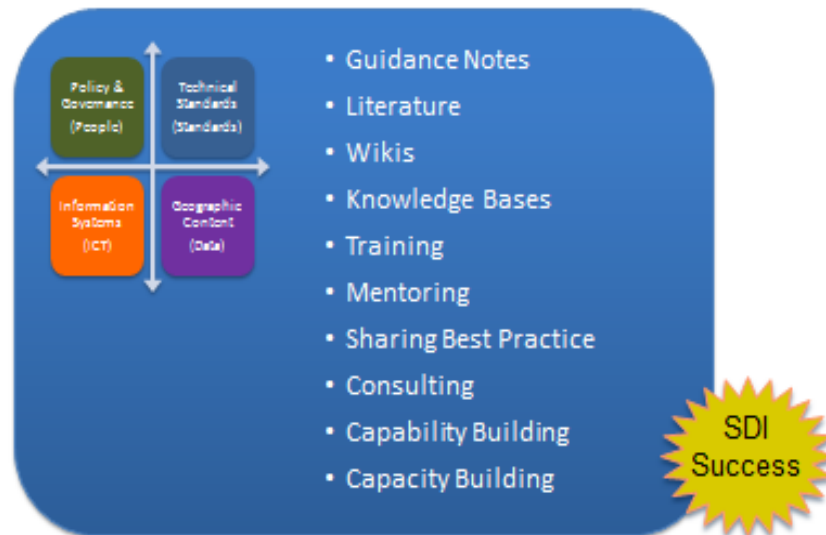 Policy &
Governance
(People)
Technical
Standards
(Standards)
Information
Systems
(ICT)
Geographic
Content
(Data)
• Guidance Notes
• Literature
• Wikis
• Knowledge Bases
• Training
• Mentoring
• Sharing Best Practice
• Consulting
• Capability Building
• Capacity Building
SDI
Success